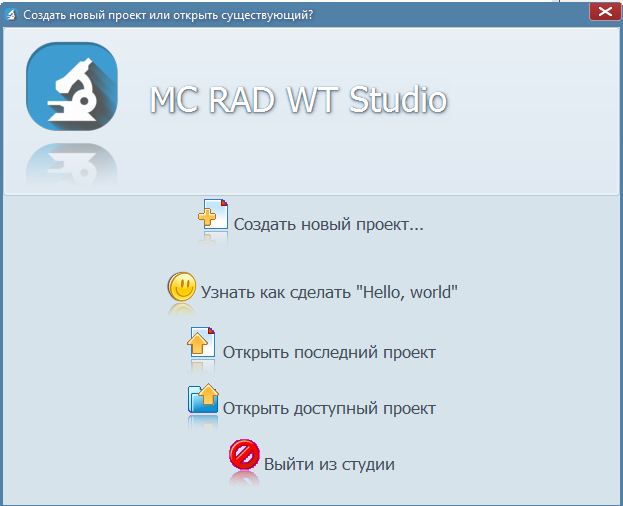 Создать новый проект или открыть существующий?
MC RAD WT Studio
Создать новый проект...
Узнать как сделать "Hello, world"
Открыть последний проект
Открыть доступный проект
Выйти из студии